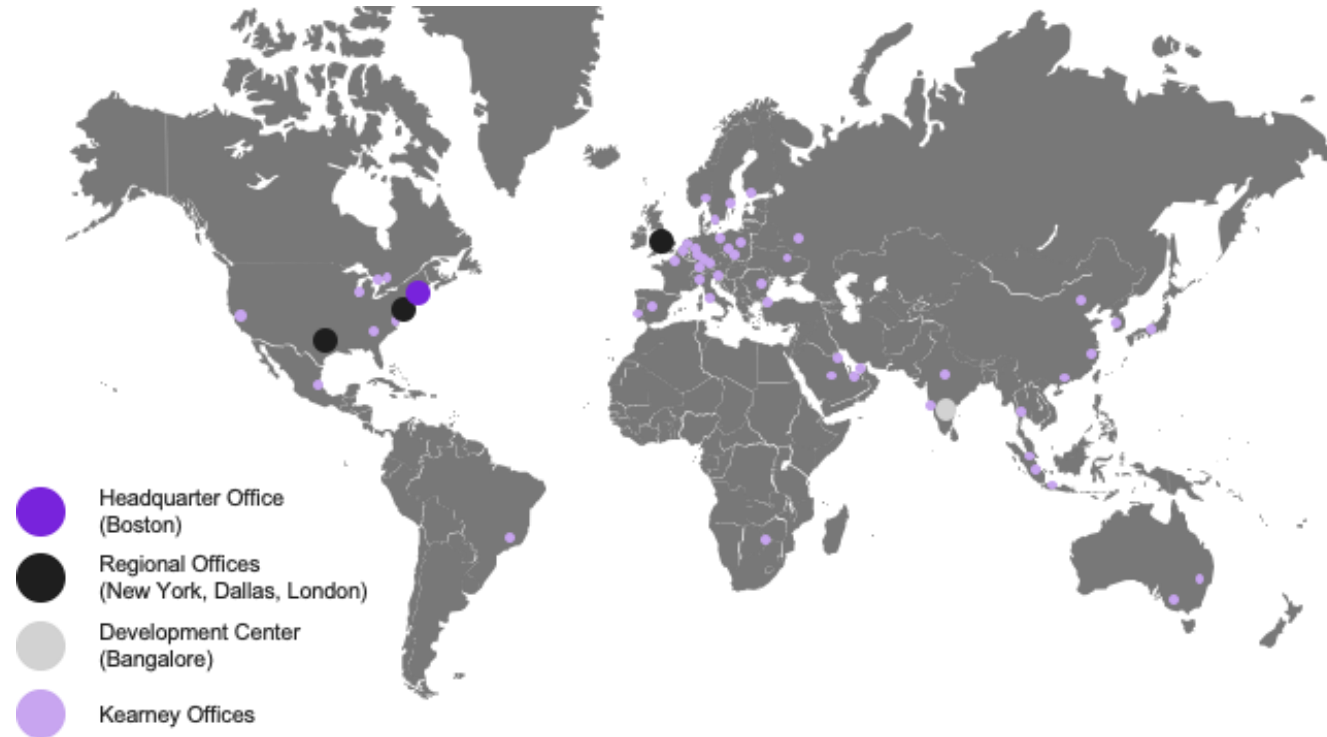 Headquarter Office
(Boston)
Regional Offices
(New York, Dallas, London)
Development Center
(Bangalore)
Kearney Offices